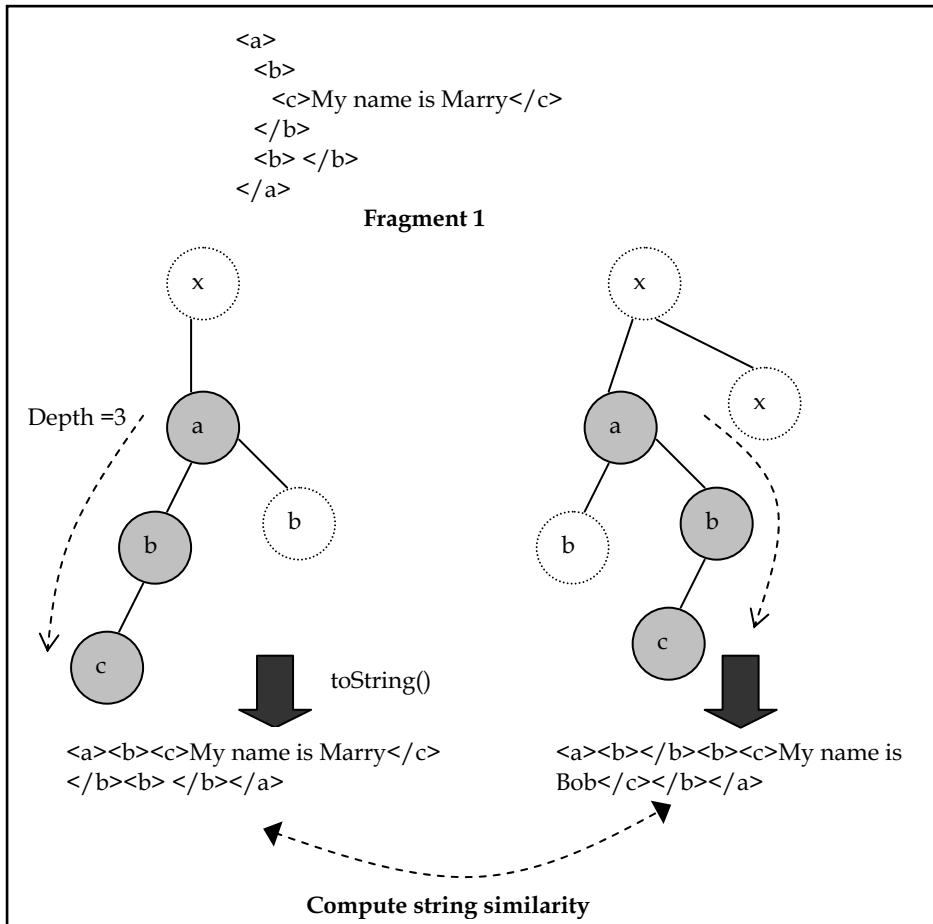 <a>
<b>
<c>My name is Marry</c>
</b>
<b> </b>
</a>
Fragment 1
x
x
x
Depth =3
a
a
b
b
b
b
c
c
toString()
<a><b><c>My name is Marry</c>
</b><b> </b></a>
<a><b></b><b><c>My name is
Bob</c></b></a>
Compute string similarity